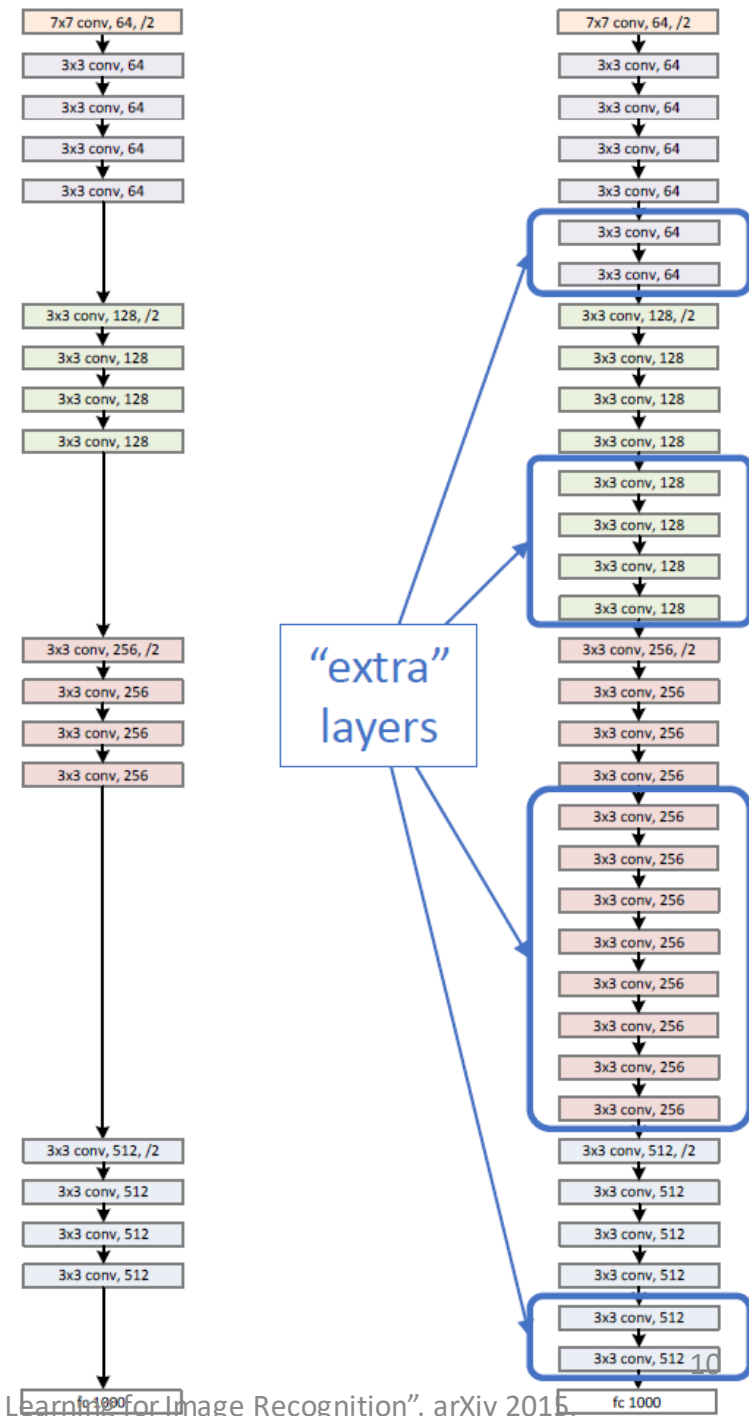 7x7 conv, 64, /2
3x3 conv, 64
3x3 conv, 64
3x3 conv, 64
3x3 conv, 64
3x3 conv, 128, /2
3x3 conv, 128
3x3 conv, 128
3x3 conv, 128
3x3 conv, 256, /2
3x3 conv, 256
3x3 conv, 256
3x3 conv, 256
3x3 conv, 512, /2
3x3 conv, 512
3x3 conv, 512
3x3 conv, 512
fc 1000
"extra"
layers
7x7 conv, 64, /2
3x3 conv, 64
3x3 conv, 64
3x3 conv, 64
3x3 conv, 64
3x3 conv, 64
3x3 conv, 64
3x3 conv, 128, /2
3x3 conv, 128
3x3 conv, 128
3x3 conv, 128
3x3 conv, 128
3x3 conv, 128
3x3 conv, 128
3x3 conv, 128
3x3 conv, 256, /2
3x3 conv, 256
3x3 conv, 256
3x3 conv, 256
3x3 conv, 256
3x3 conv, 256
3x3 conv, 256
3x3 conv, 256
3x3 conv, 256
3x3 conv, 256
3x3 conv, 256
3x3 conv, 256
3x3 conv, 512, /2
3x3 conv, 512
3x3 conv, 512
3x3 conv, 512
3x3 conv, 512
3x3 conv, 512
fc 1000
10
Learning for Image Recognition". arXiv 2015.